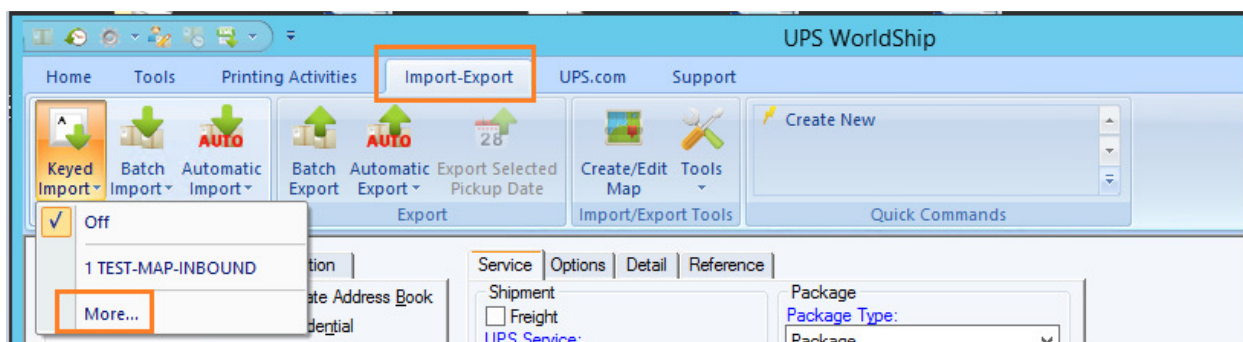 UPS WorldShip
Home Tools Printing Activities Import-Export UPS.com Support
A AUTO AUTO 28 Create New
Keyed Batch Automatic Batch Automatic Export Selected Create/Edit Tools
Import Import Import Export Export Pickup Date Map
Export Import/Export Tools Quick Commands
Off
1 TEST-MAP-INBOUND
More...
Service Options Detail Reference
Address Book
Shipment Package
Freight Package Type:
UPS Service: Package